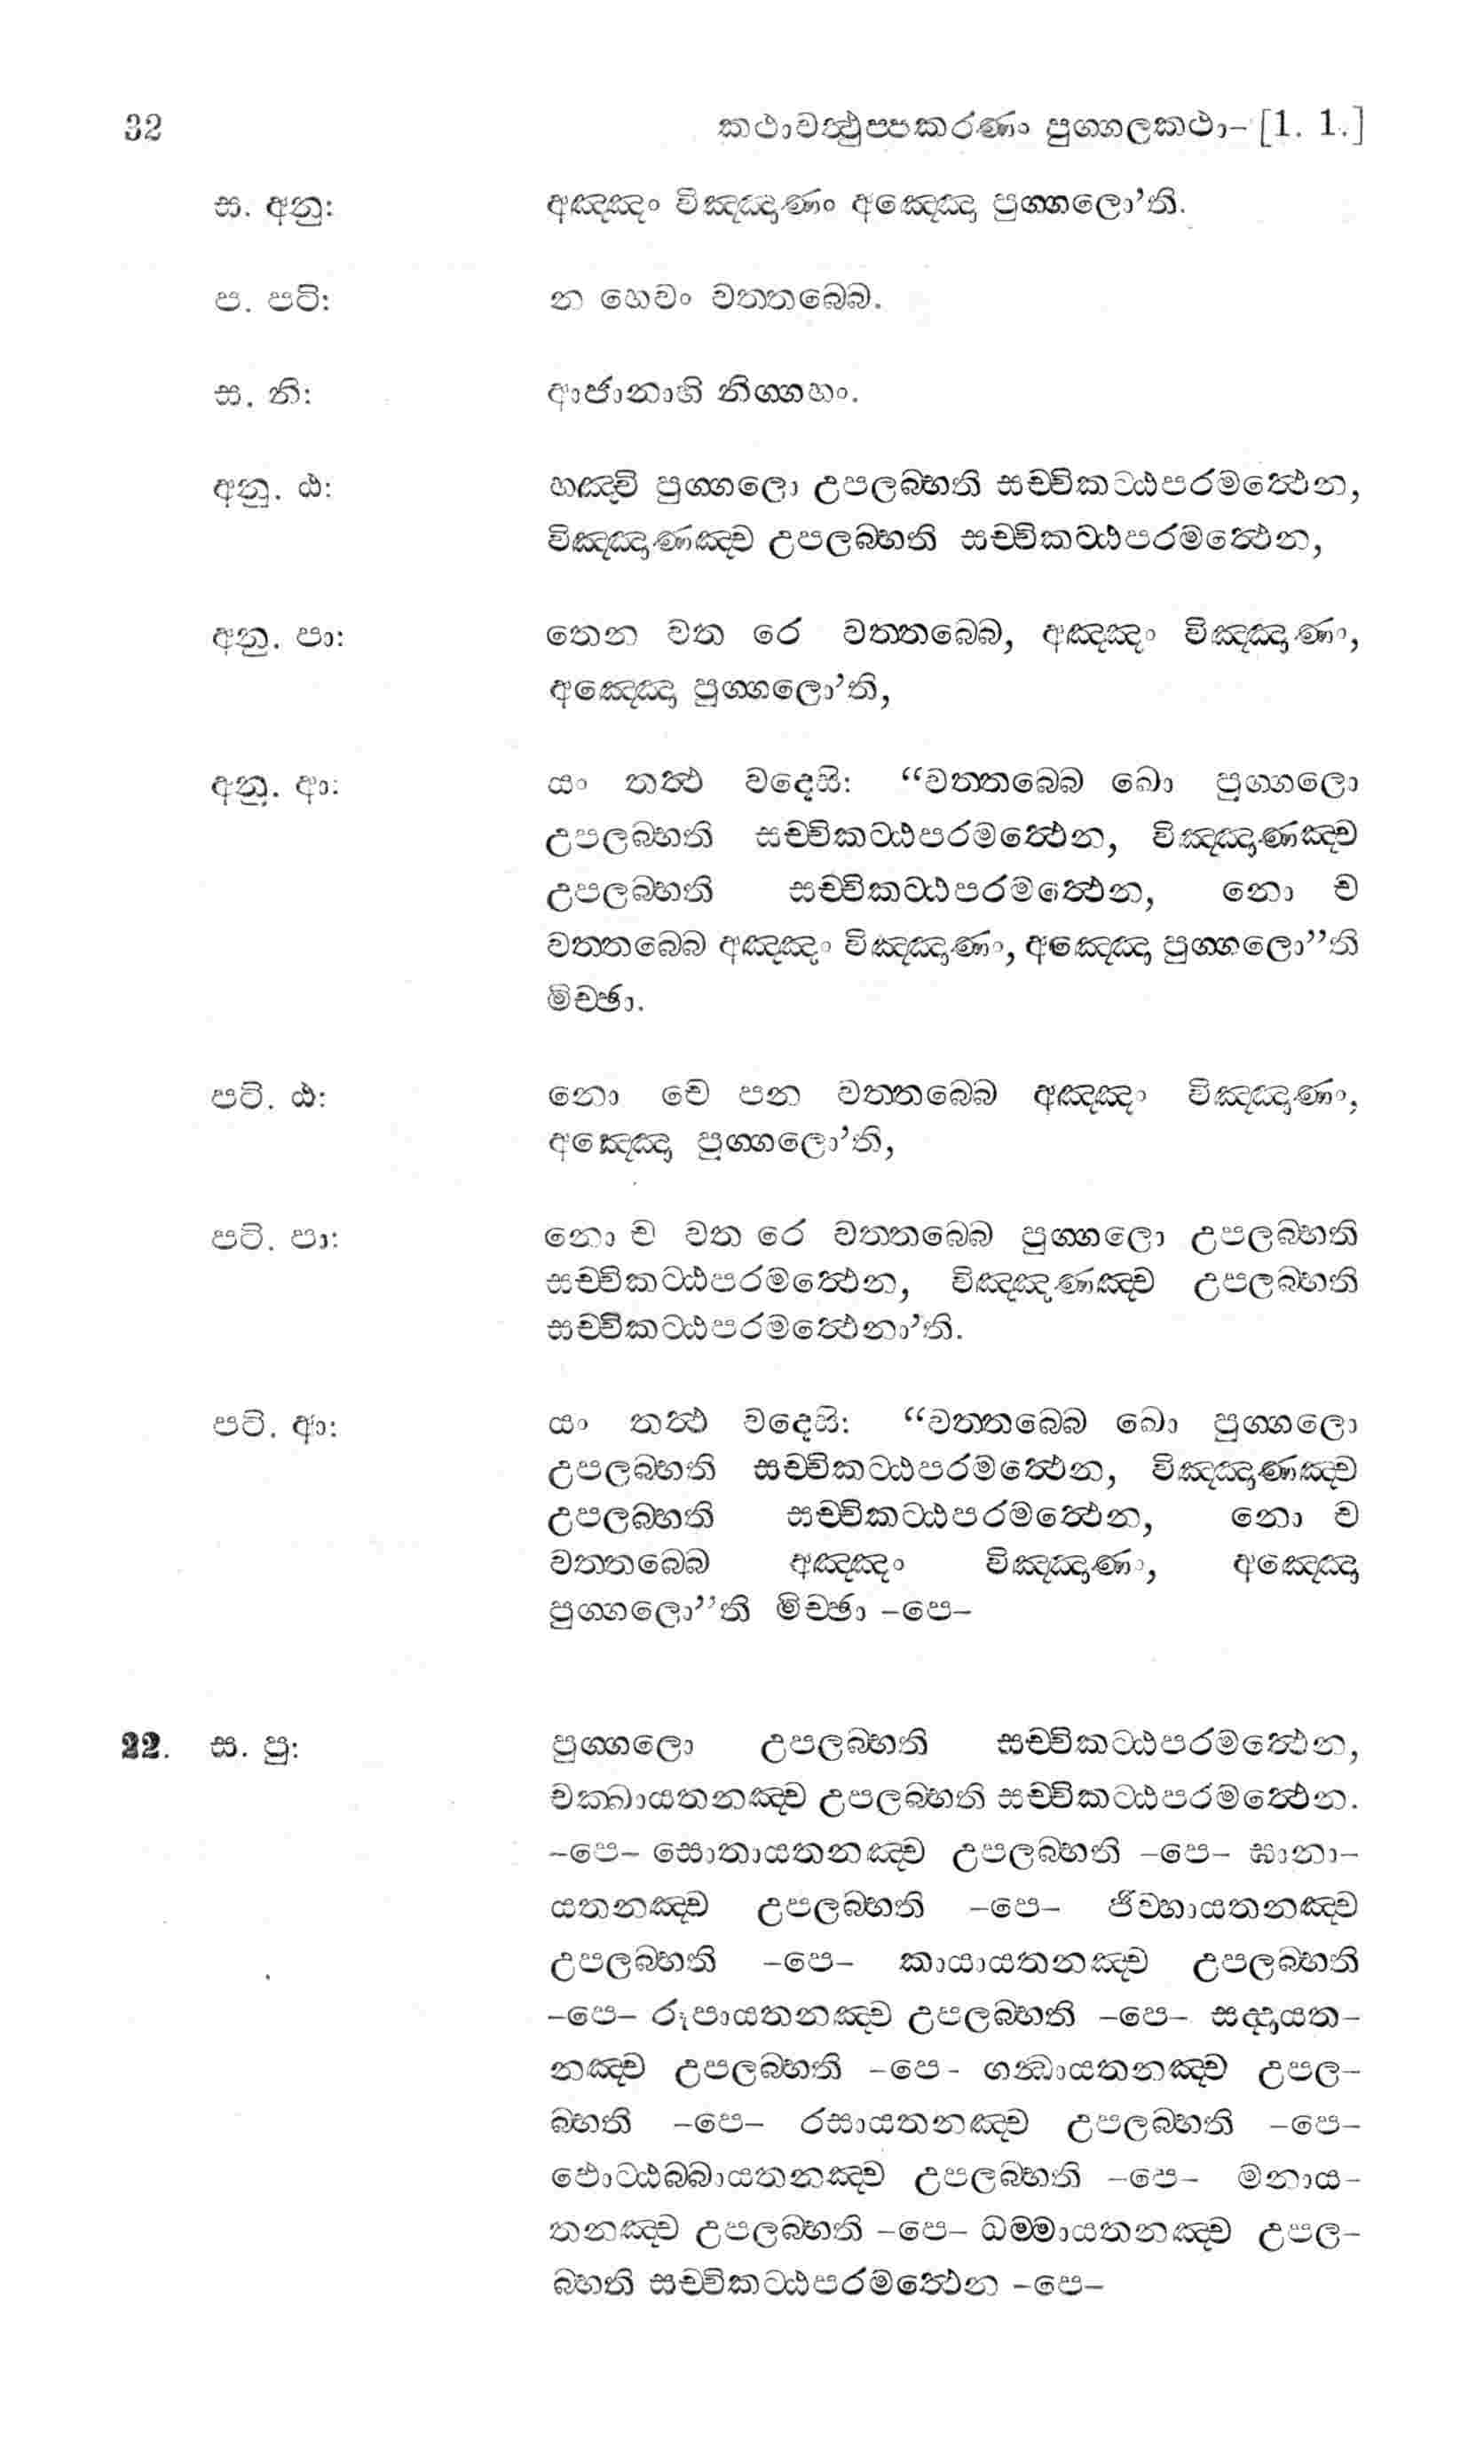 32 කථාවත්‍ථුප්පකරණං පුග්ගලකථා- [1. 1.]
ස. අනු: අඤ්ඤං විඤ්ඤාණං අඤ්ඤෙ පුග්ගලො’ති.
ප. පටි: න හෙවං වත්තබ්බෙ.
ස. නි: ආජානාහි නිග්ගහං.
අනු. ඨ: හඤ්චි පුග්ගලො උපලබ්භති සච්චිකට්ඨපරමත්‍ථෙන,
විඤ්ඤාණඤ්ච උපලබ්භති සච්චිකට්ඨපරමත්‍ථෙන,
අනු. පා: තෙන වත රෙ වත්තබ්බෙ, අඤ්ඤං විඤ්ඤාණං,
අඤ්ඤො පුග්ගලො’ති,
අනු. ආ: යං තත්‍ථ වදෙසි: “වත්තබ්බෙ ඛො පුග්ගලො
උපලබ්භති සච්චිකට්ඨපරමත්‍ථෙන, විඤ්ඤාණඤ්ච
උපලබ්භති සච්චිකට්ඨපරමත්‍ථෙන, නො ච
වත්තබ්බෙ අඤ්ඤං විඤ්ඤාණං, අඤ්ඤො පුග්ගලො”ති
මිච්ඡා.
පටි. ඨ: නො චෙ පන වත්තබ්බෙ අඤ්ඤං විඤ්ඤාණං,
අඤ්ඤො පුග්ගලො’ති,
පටි. පා: නො ච වත රෙ වත්තබ්බෙ පුග්ගලො උපලබ්භති
සච්චිකට්ඨපරමත්‍ථෙන, විඤ්ඤණඤ්ච උපලබ්භති
සච්චිකට්ඨපරමත්‍ථෙනා’ති.
පටි. ආ: යං තත්‍ථ වදෙසි: “වත්තබ්බෙ ඛො පුග්ගලො
උපලබ්භති සච්චිකට්ඨපරමත්‍ථෙන, විඤ්ඤාණඤ්ච
උපලබ්භති සච්චිකට්ඨපරමත්‍ථෙන, නො ච
වත්තබ්බෙ අඤ්ඤං විඤ්ඤාණං, අඤ්ඤො
පුග්ගලො”ති මිච්ඡා -පෙ-
22. ස. පු: පුග්ගලො උපලබ්භති සච්චිකට්ඨපරමත්‍ථෙන,
චක්ඛායතනඤ්ච උපලබ්භති සච්චිකට්ඨපරමත්‍ථෙන.
-පෙ- සොතායතනඤ්ච උපලබ්භති -පෙ- ඝානා-
යතනඤ්ච උපලබ්භති -පෙ- ජිව්හායතනඤ්ච
උපලබ්භති -පෙ- කායායතනඤ්ච උපලබ්භති
-පෙ- රූපායතනඤ්ච උපලබ්භති -පෙ- සද්දායත-
නඤ්ච උපලබ්භති -පෙ- ගන්‍ධායතනඤ්ච උපල-
බ්භති -පෙ- රසායතනඤ්ච උපලබ්භති -පෙ-
ඵොට්ඨබ්බායතනඤ්ච උපලබ්භති -පෙ- මනාය-
තනඤ්ච උපලබ්භති -පෙ- ධම්මායතනඤ්ච උපල-
බ්භති සච්චිකට්ඨපරමත්‍ථෙන -පෙ-